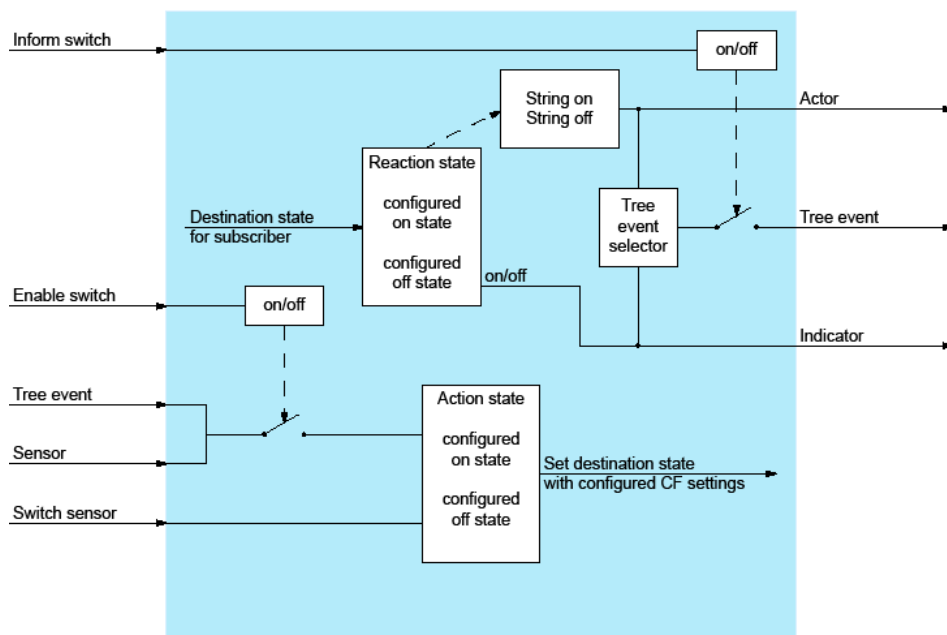 Inform switch
on/off
String on
String off
Actor
Reaction state
configured
on state
configured
off state
Destination state
for subscriber
Tree
event
selector
Tree event
on/off
Enable switch
on/off
Indicator
Tree event
Sensor
Switch sensor
Action state
configured
on state
configured
off state
Set destination state
with configured CF settings